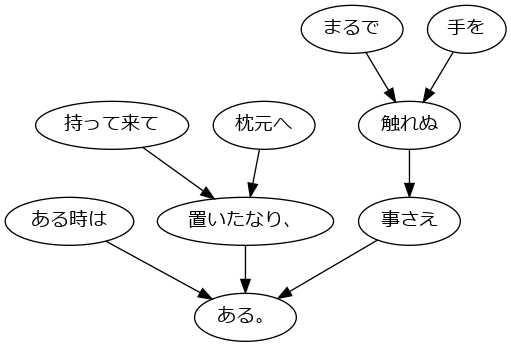 まるで
手を
持って来て
枕元へ
触れぬ
ある時は
置いたなり、
事さえ
ある。